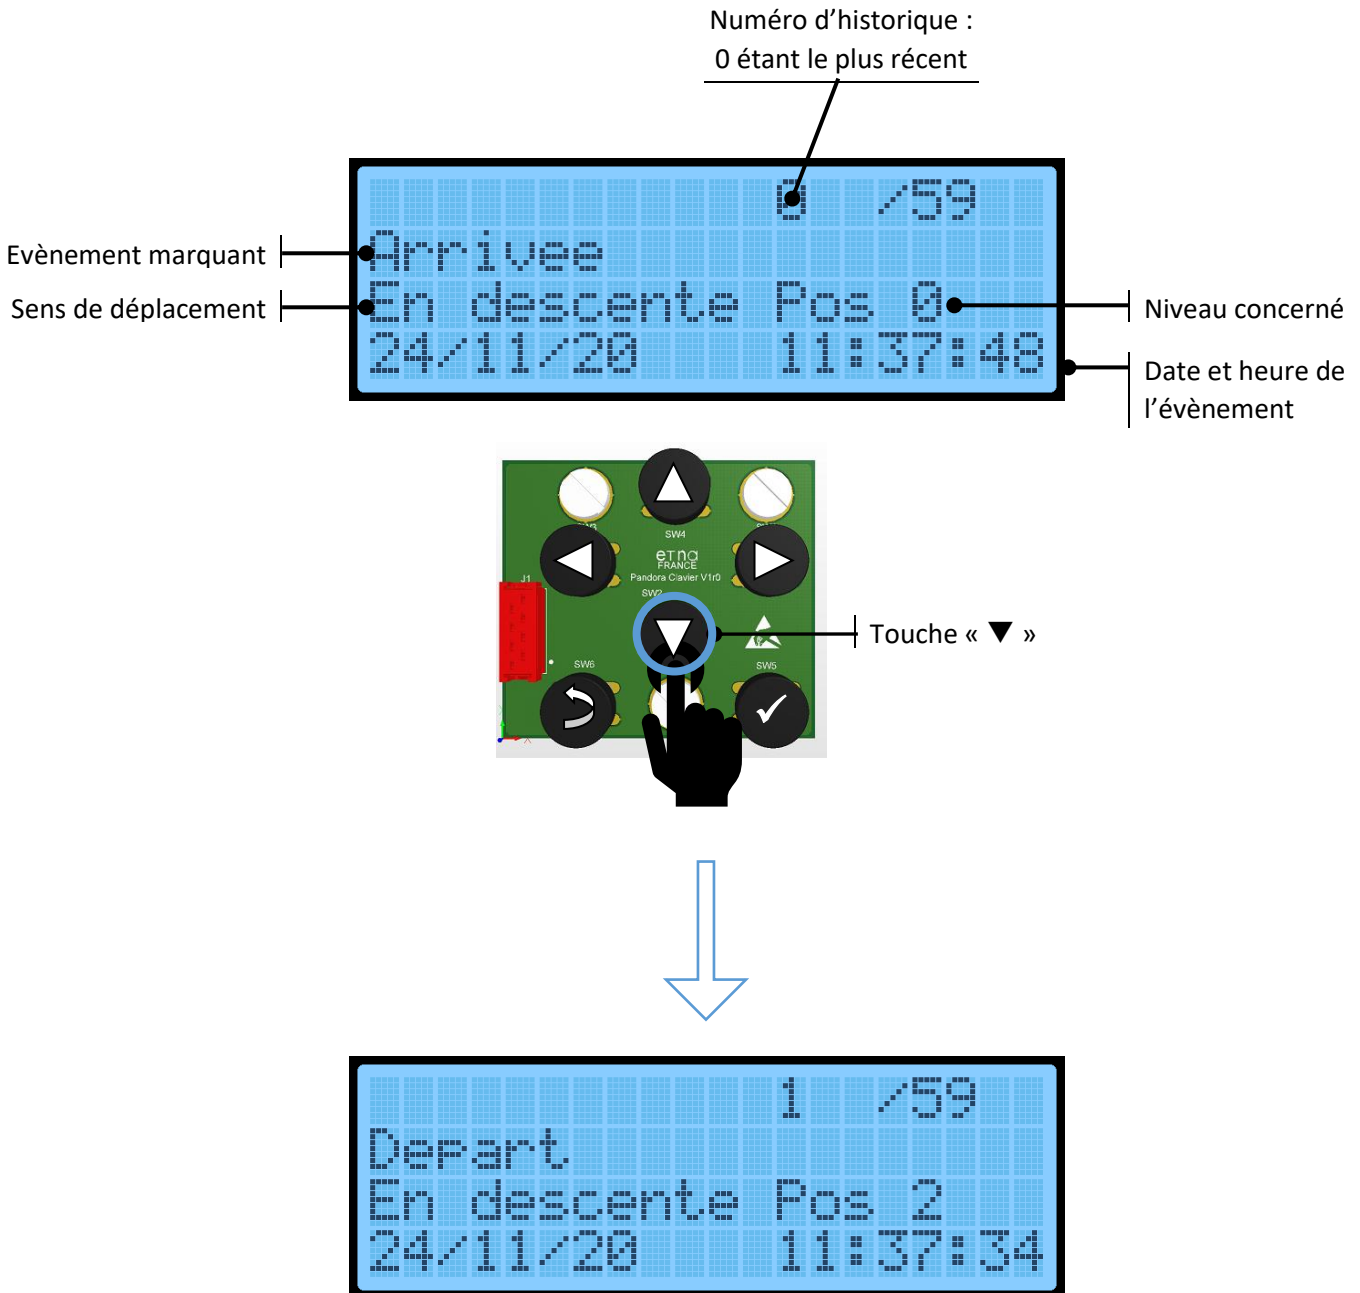 Numéro d’historique :
0 étant le plus récent
0 /59
Evènement marquant
Arrivee
Sens de déplacement
En descente Pos 0
Niveau concerné
24/11/20 11:37:48
Date et heure de
l’évènement
SW4
etna
FRANCE
J1
Pandora Clavier V1r0
SW2
Touche « ▼ »
SW6
SW5
X
1 /59
Depart
En descente Pos 2
24/11/20 11:37:34